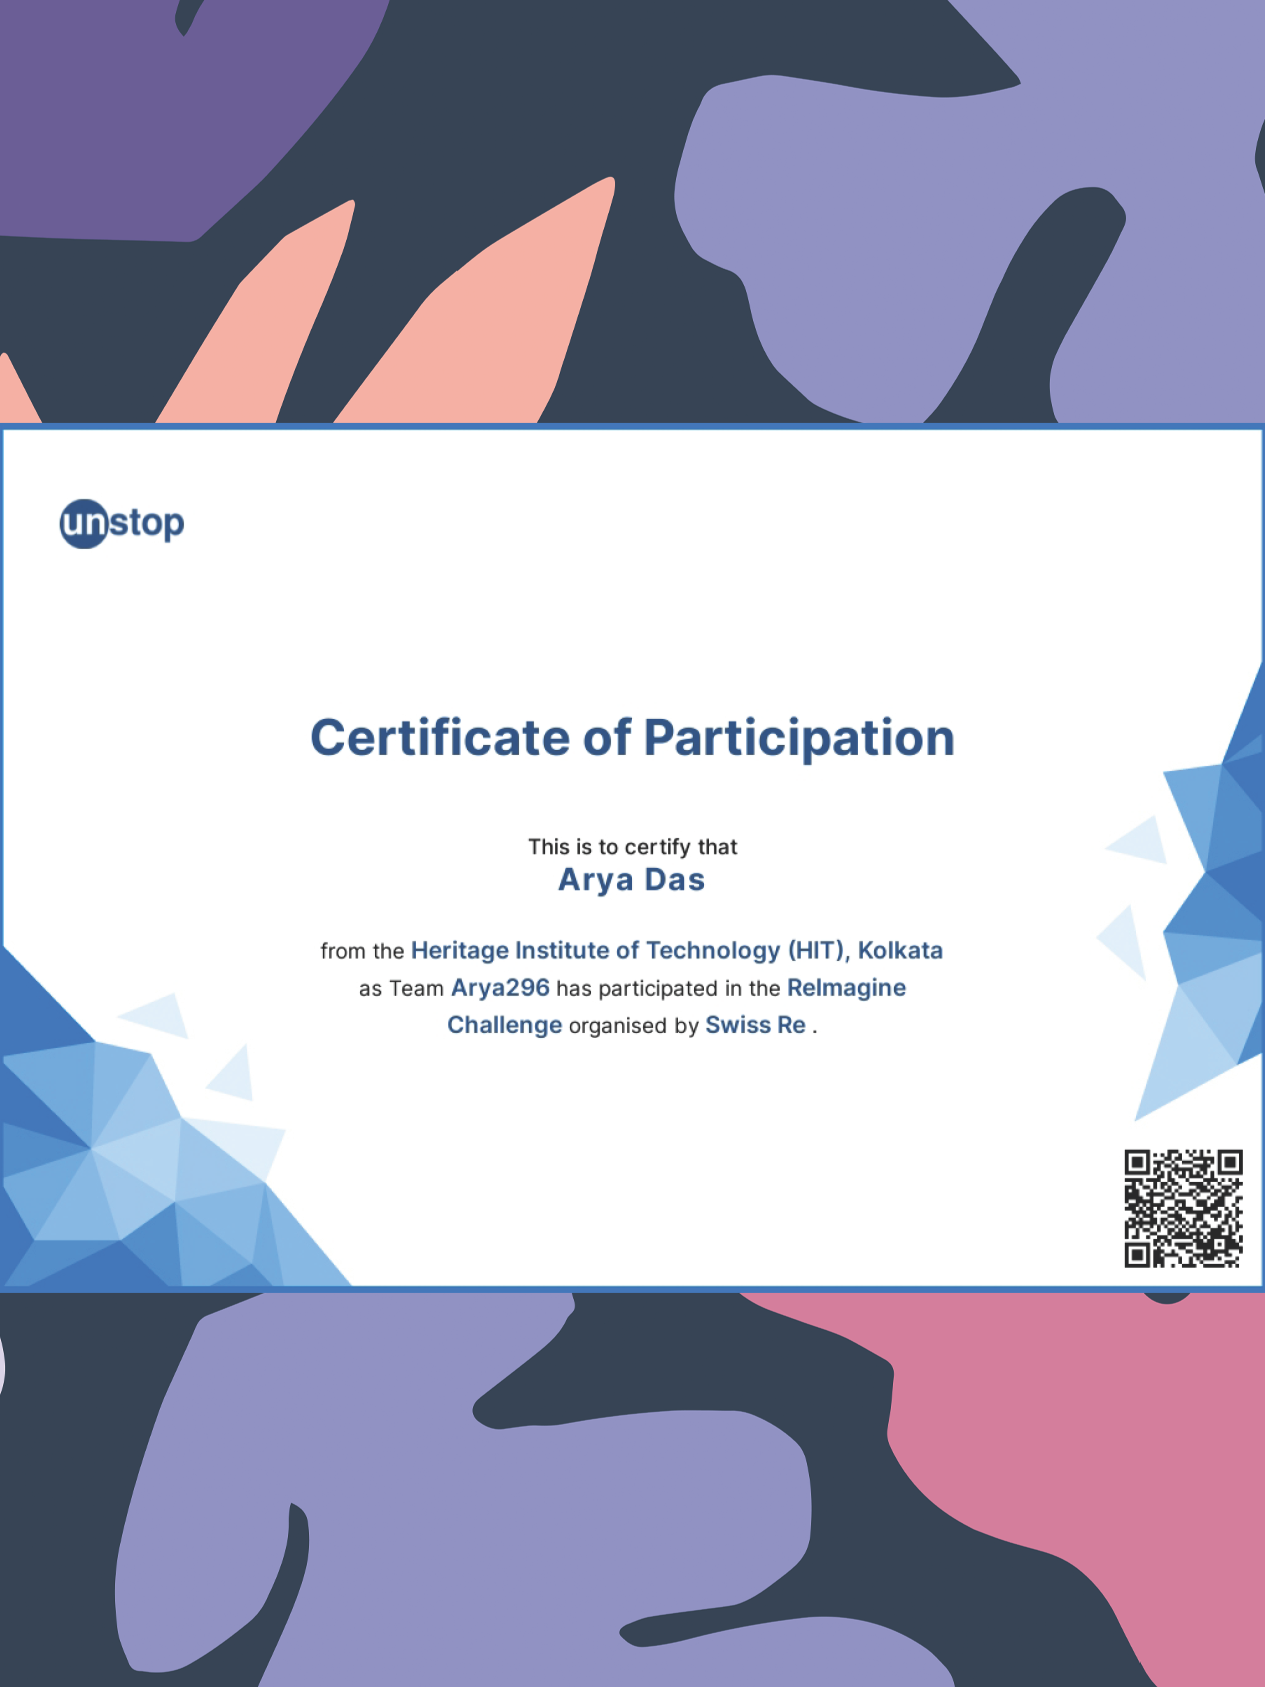 unstop
Certificate of Participation
This is to certify that
Arya Das
from the Heritage Institute of Technology (HIT), Kolkata
as Team Arya296 has participated in the ReImagine
Challenge organised by Swiss Re .